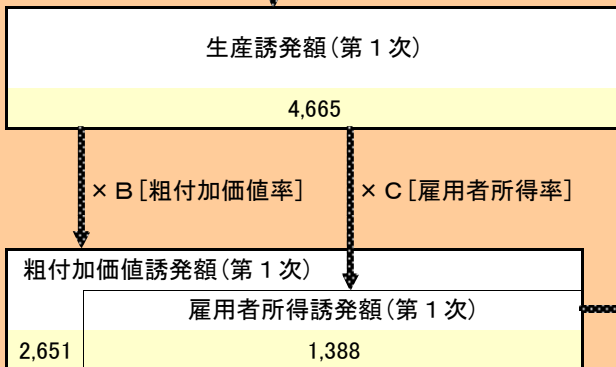 生産誘発額(第１次)
4,665
×Ｂ[粗付加価値率]
×Ｃ[雇用者所得率]
粗付加価値誘発額(第１次)
雇用者所得誘発額(第１次)
2,651
1,388